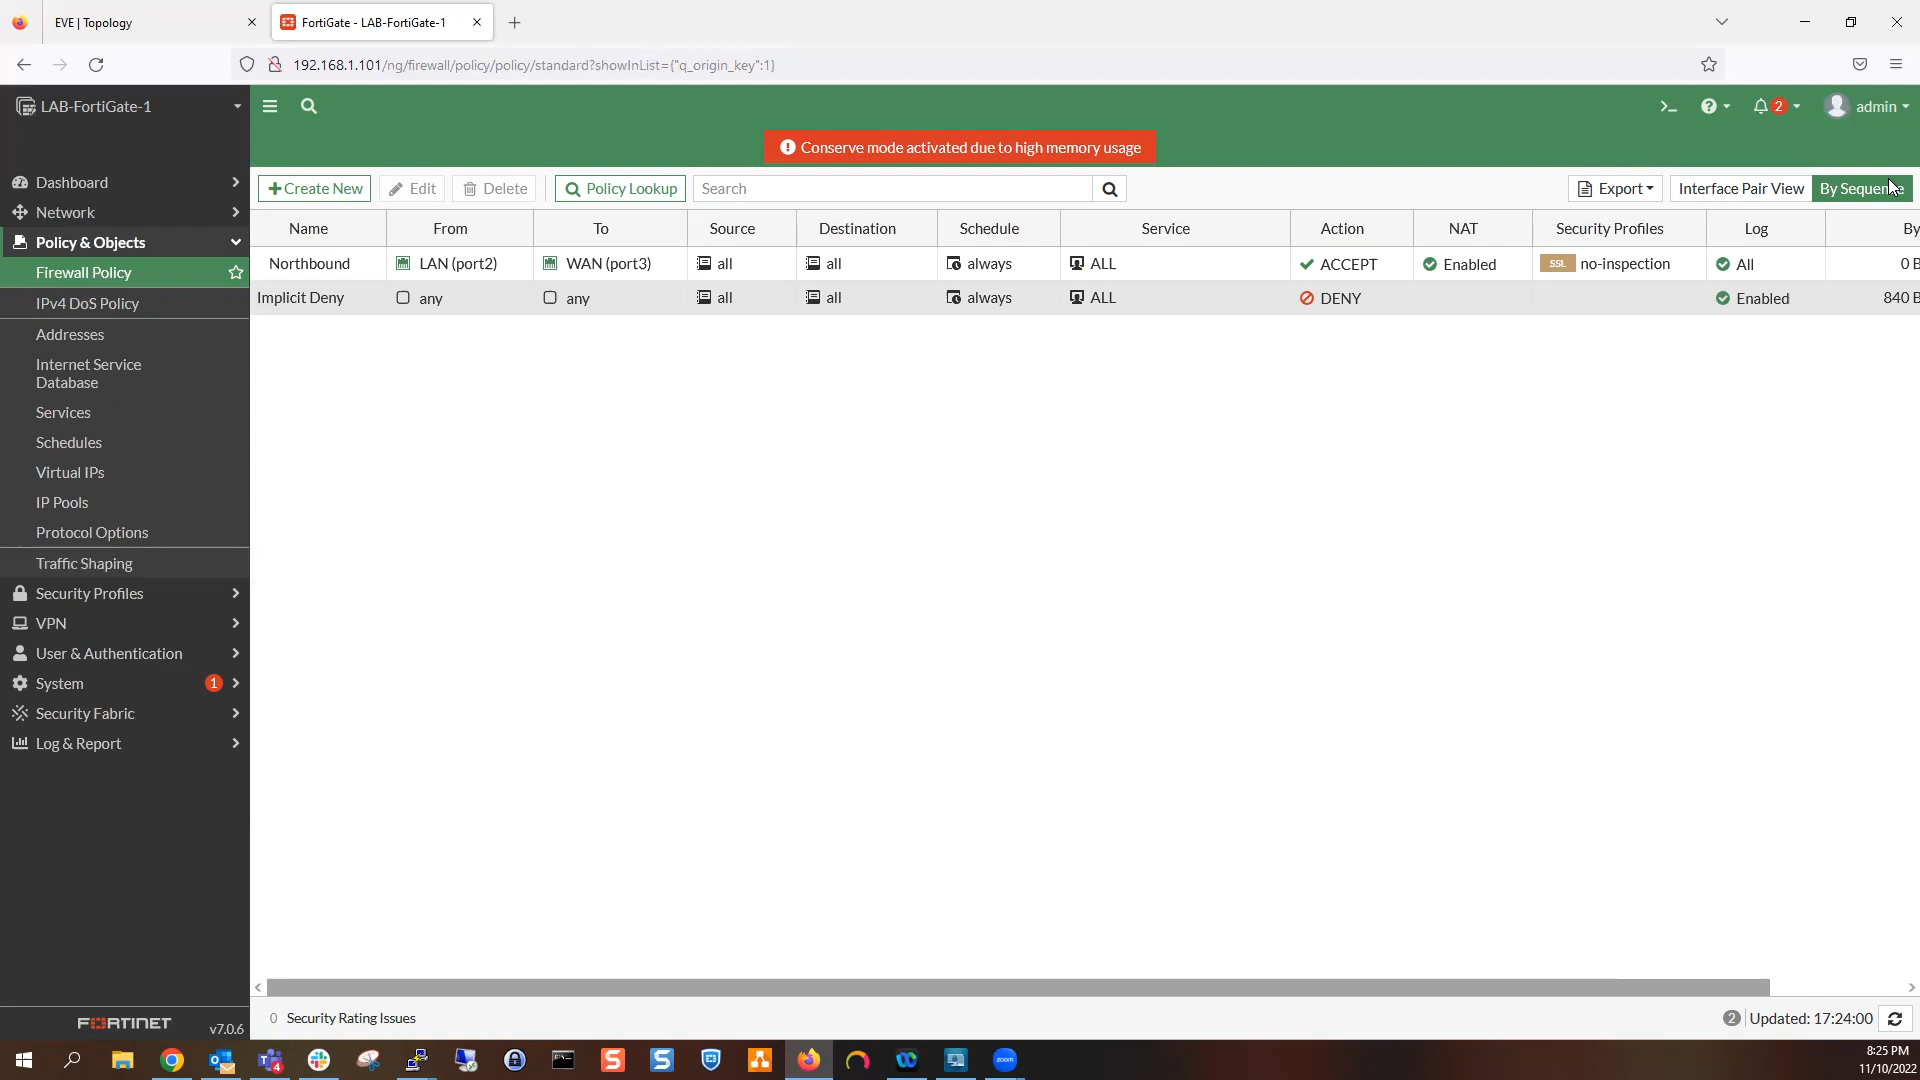 EVE | Topology
FortiGate - LAB-FortiGate-1
192.168.1.101/ng/firewall/policy/policy/standard?showInList={"q_origin_key":1}
LAB-FortiGate-1
2
admin
Conserve mode activated due to high memory usage
Create New
Edit
Delete
Policy Lookup
Search
Export
Interface Pair View
By Sequence
Name From To Source Destination Schedule Service Action NAT Security Profiles Log By
Northbound LAN (port2) WAN (port3) all all always ALL ACCEPT Enabled SSL no-inspection All 0 B
Implicit Deny any any all all always ALL DENY Enabled 840 B
Dashboard
Network
Policy & Objects
Firewall Policy
IPv4 DoS Policy
Addresses
Internet Service
Database
Services
Schedules
Virtual IPs
IP Pools
Protocol Options
Traffic Shaping
Security Profiles
VPN
User & Authentication
System 1
Security Fabric
Log & Report
FORTINET v7.0.6
0 Security Rating Issues
2 Updated: 17:24:00
4
zoom
8:25 PM
11/10/2022